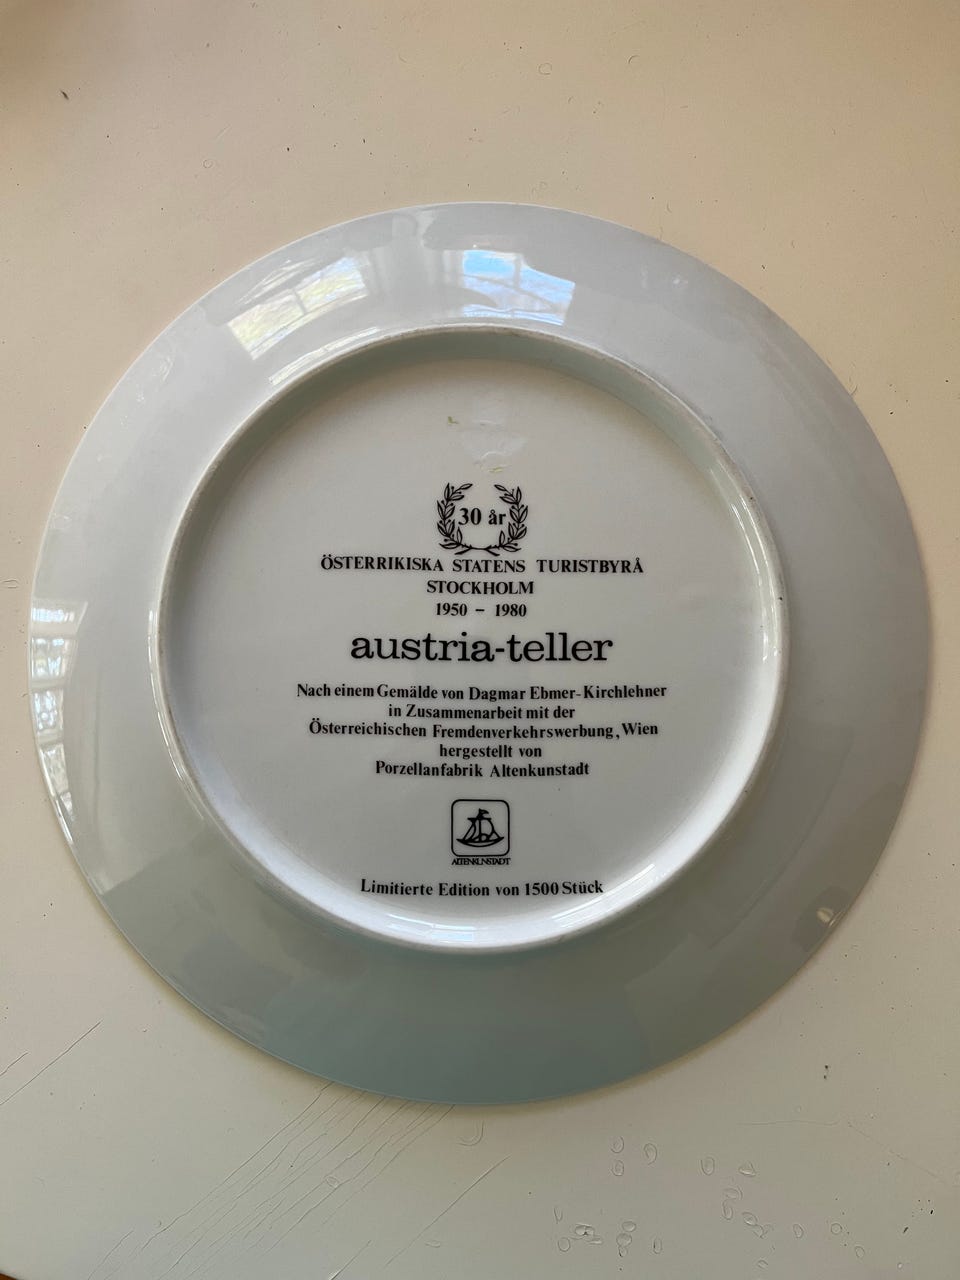 30 år
ÖSTERRIKISKA STATENS TURISTBYRÅ
STOCKHOLM
1950 – 1980
austria-teller
Nach einem Gemälde von Dagmar Ebmer-Kirchlehner
in Zusammenarbeit mit der
Österreichischen Fremdenverkehrswerbung, Wien
hergestellt von
Porzellanfabrik Altenkunstadt
ALTENKUNSTADT
Limitierte Edition von 1500 Stück